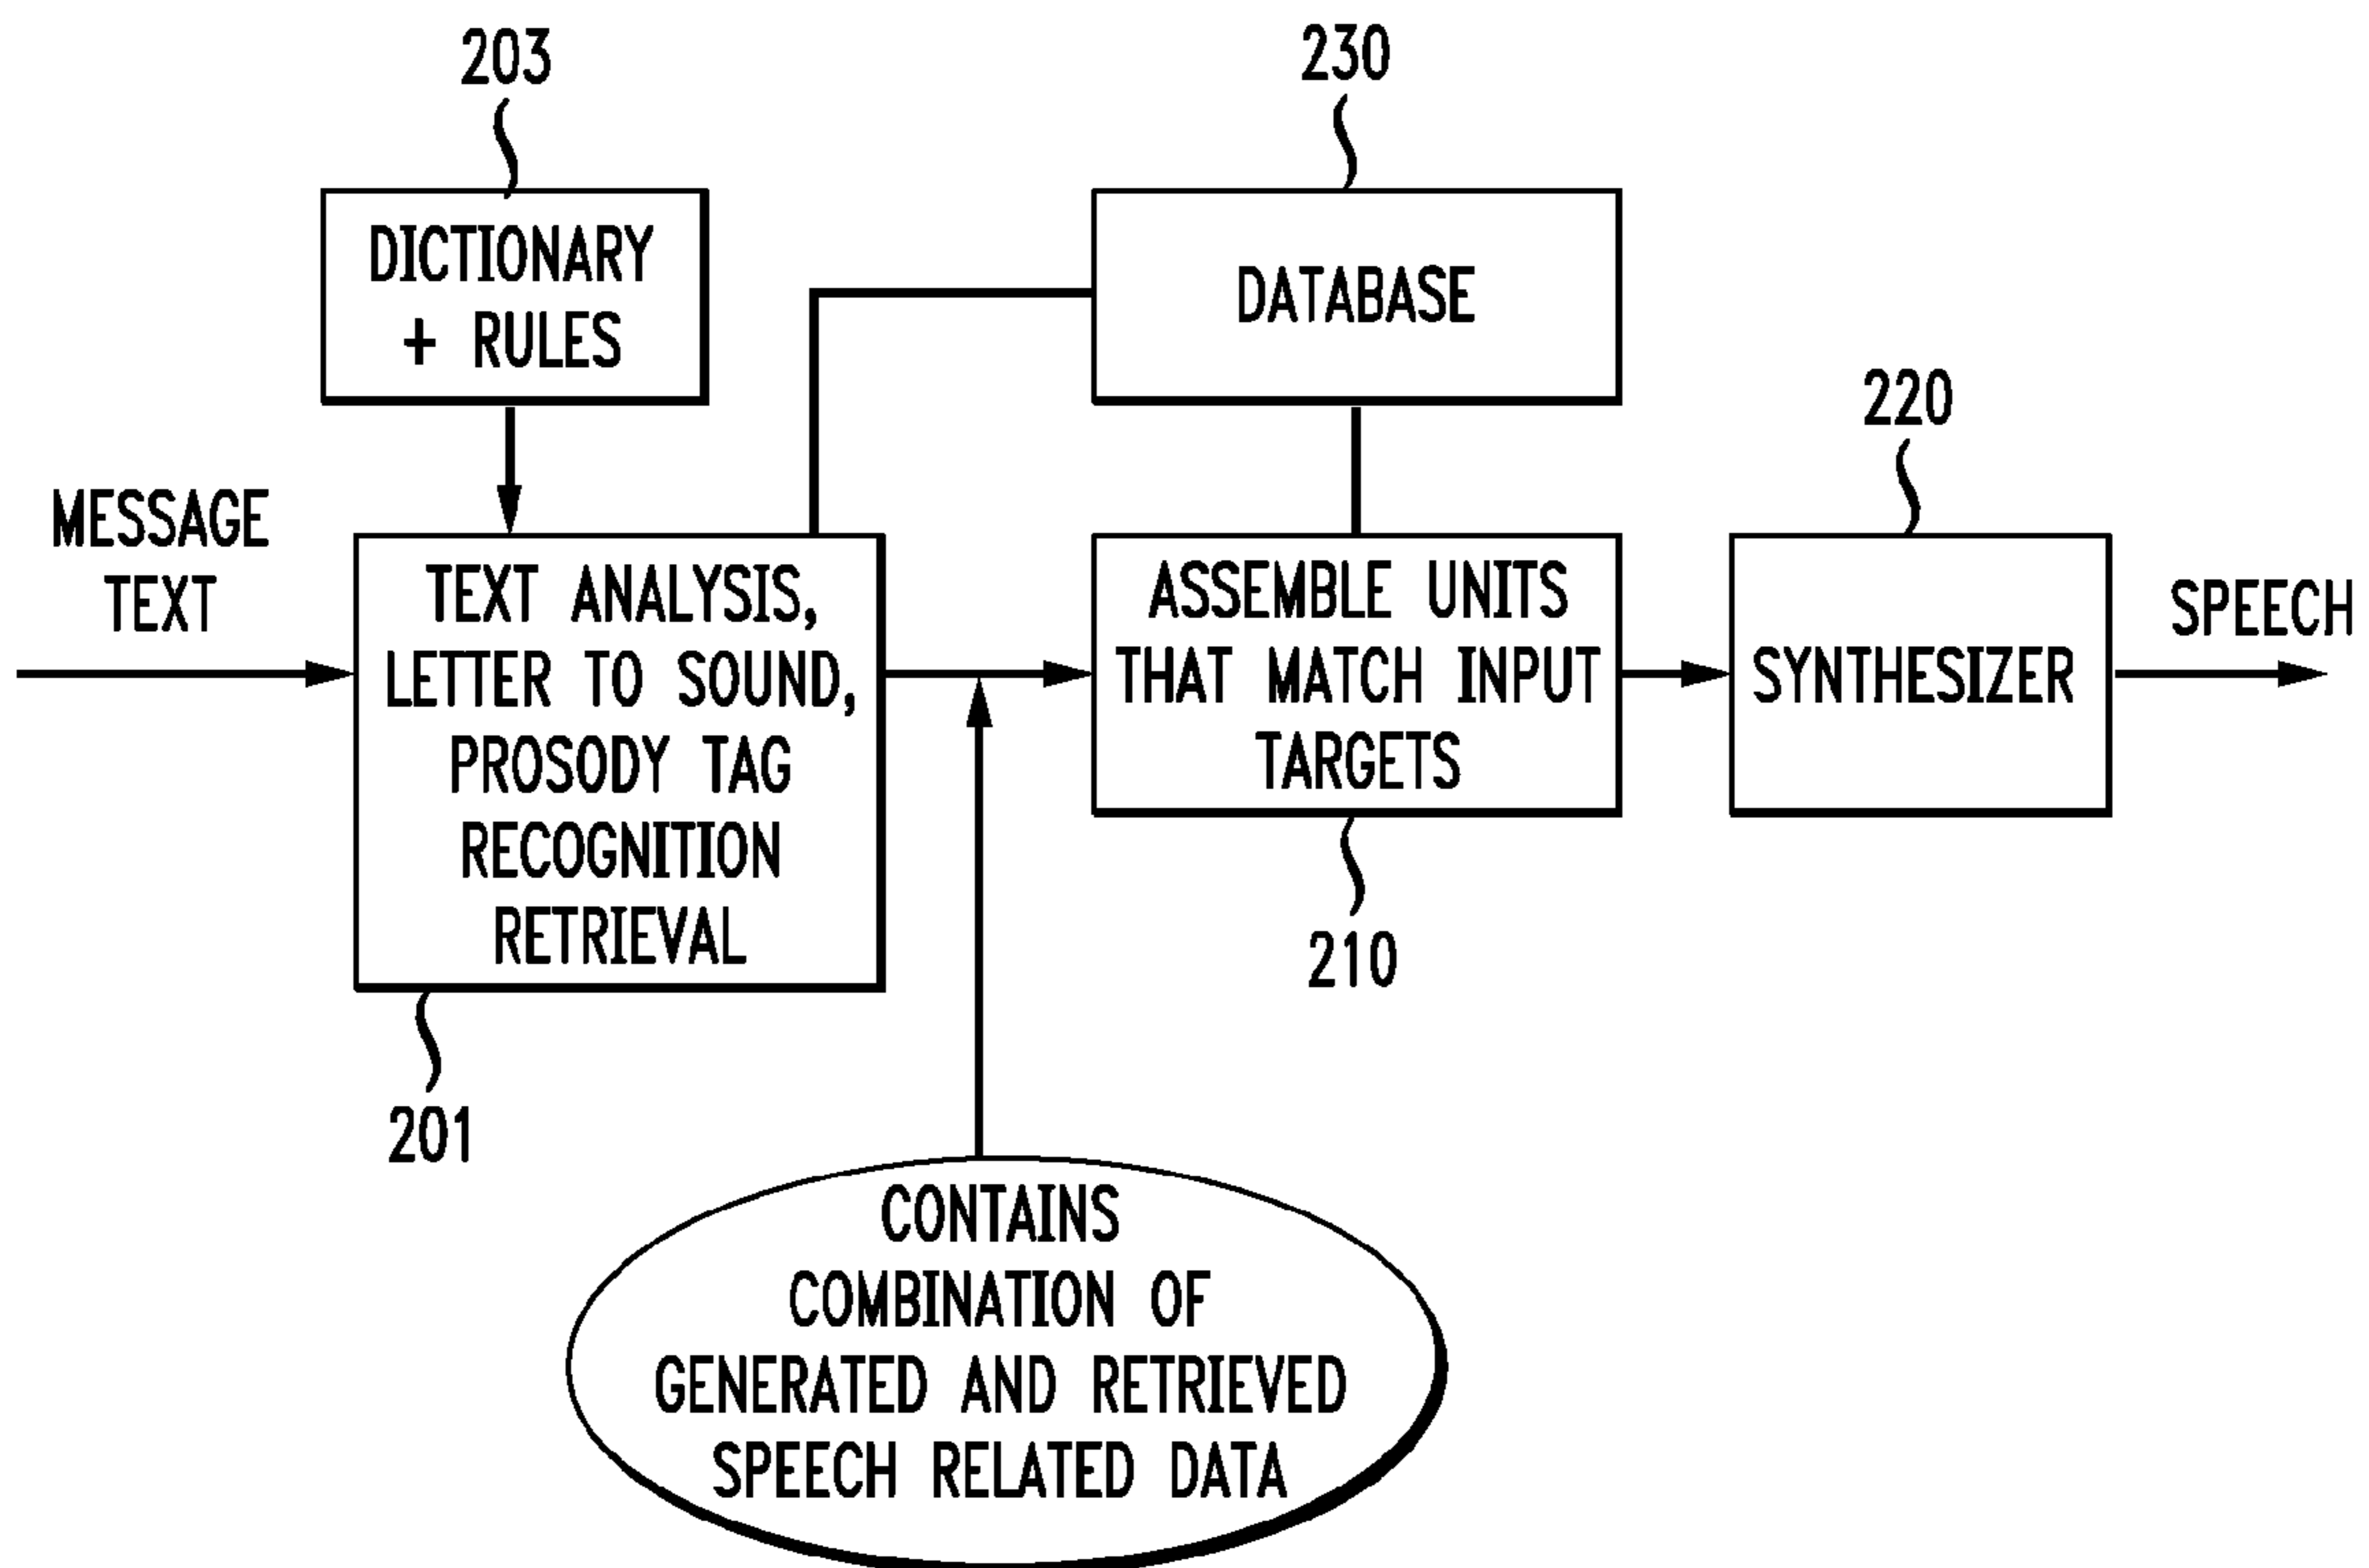 203
230
DICTIONARY
+ RULES
DATABASE
220
MESSAGE
TEXT
TEXT ANALYSIS,
LETTER TO SOUND,
PROSODY TAG
RECOGNITION
RETRIEVAL
ASSEMBLE UNITS
THAT MATCH INPUT
TARGETS
SYNTHESIZER
SPEECH
210
201
CONTAINS
COMBINATION OF
GENERATED AND RETRIEVED
SPEECH RELATED DATA